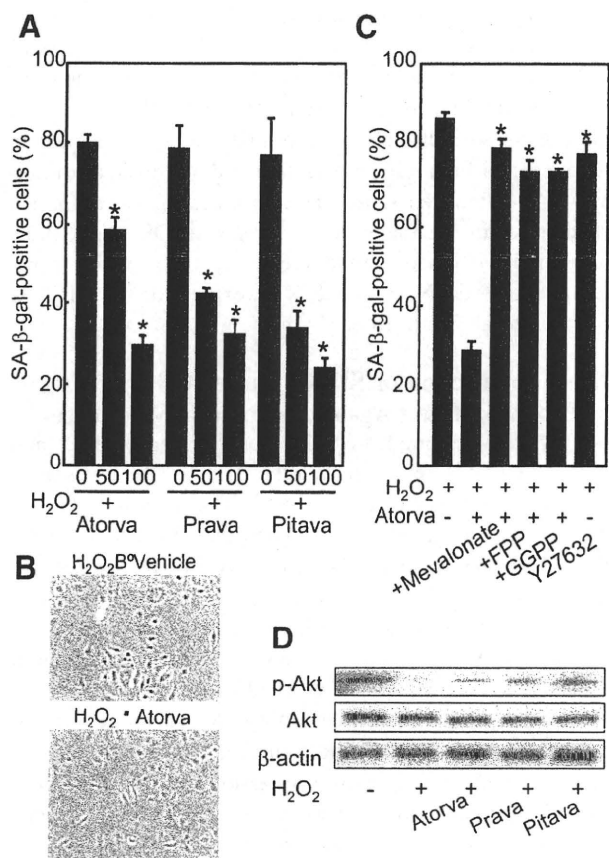 A
SA-β-gal-positive cells (%)
100
80
60
40
20
0
0 50 100 0 50 100 0 50 100
H₂O₂ + + +
Atorva Prava Pitava
* * * * * *
B
H₂O₂BºVehicle
H₂O₂ * Atorva
C
SA-β-gal-positive cells (%)
100
80
60
40
20
0
* * * *
H₂O₂ + + + + + +
Atorva - + + + + -
+Mevalonate
+FPP
+GGPP
Y27632
D
p-Akt
Akt
β-actin
H₂O₂ - + + + +
Atorva
Prava
Pitava